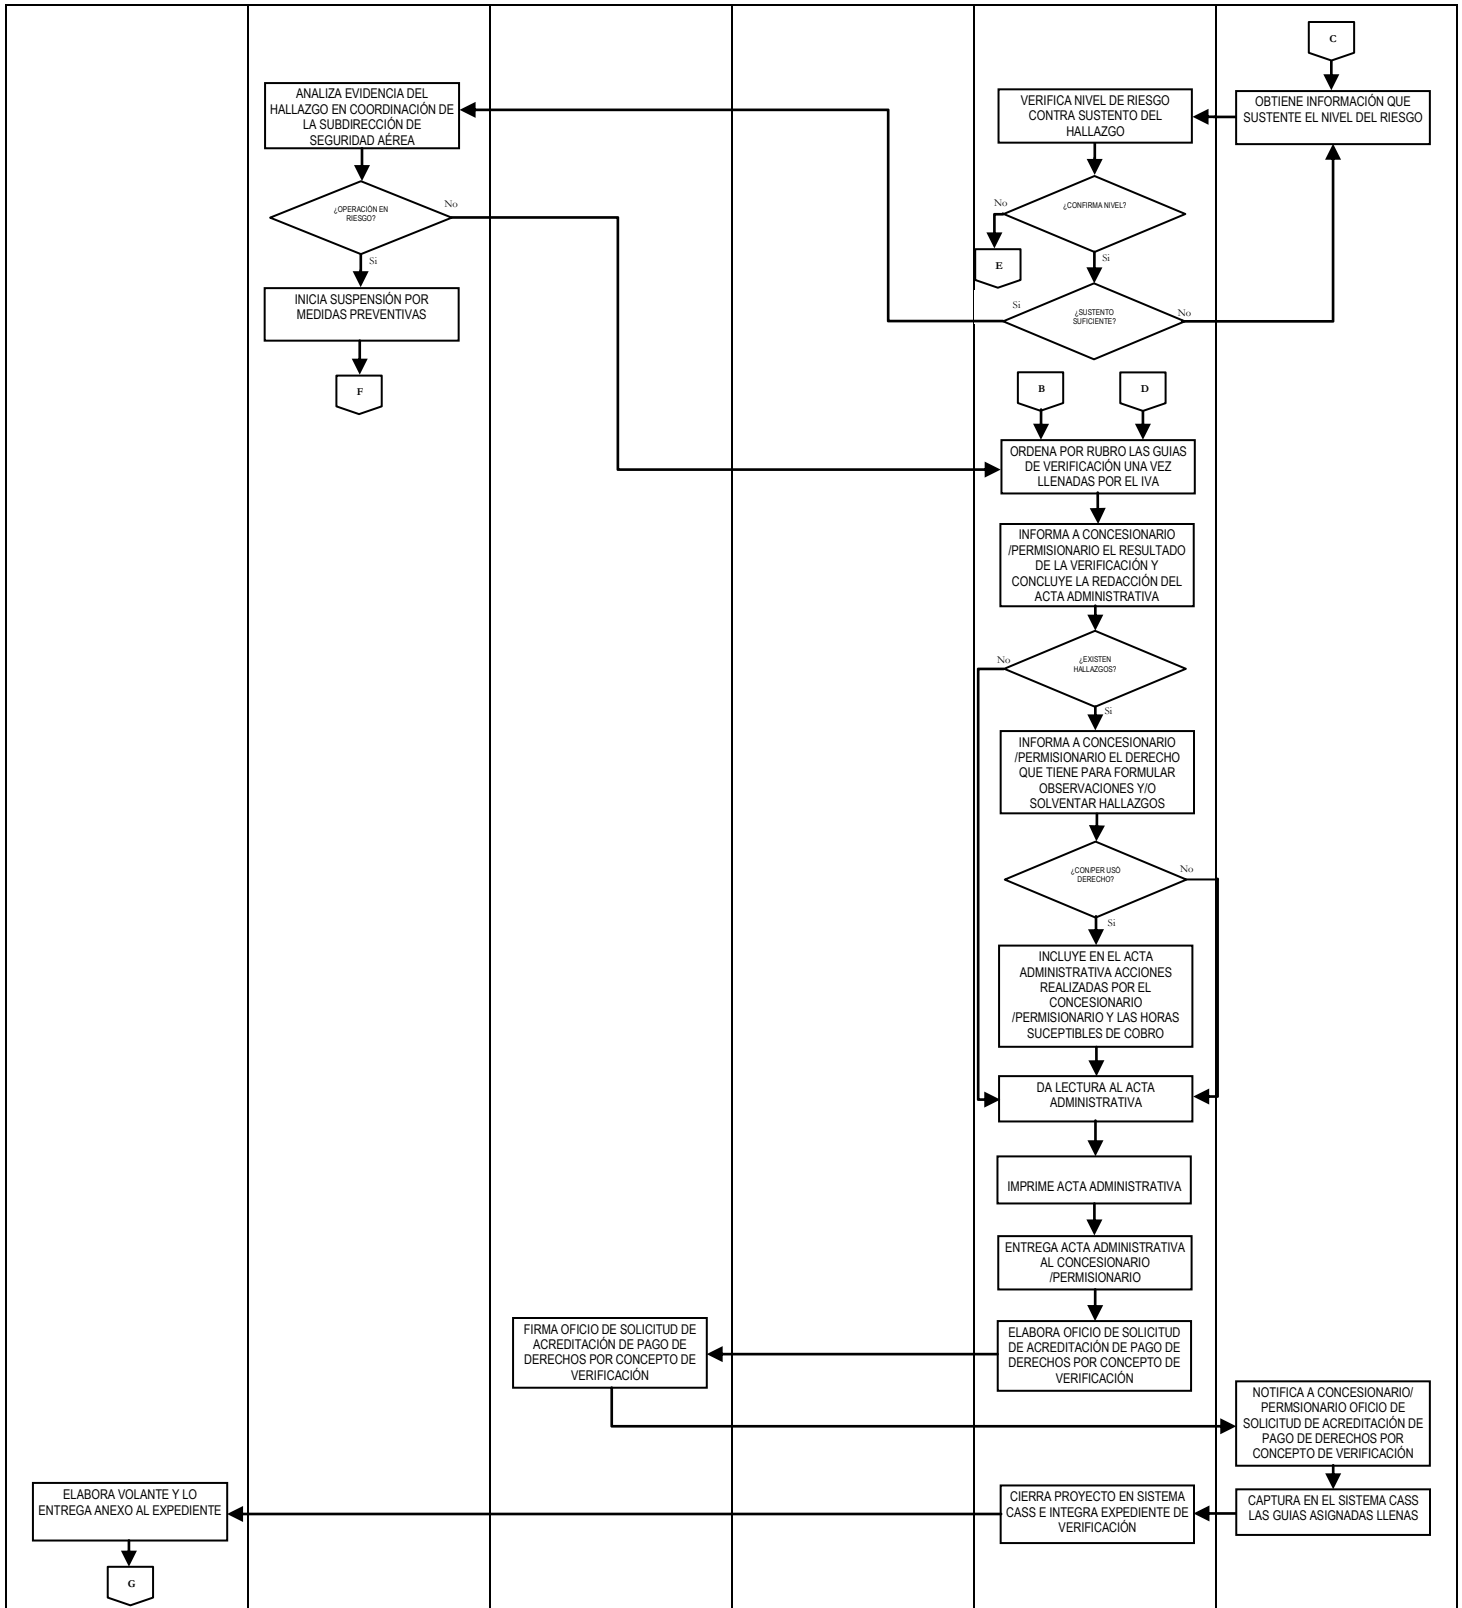 C
ANALIZA EVIDENCIA DEL
HALLAZGO EN COORDINACIÓN DE
LA SUBDIRECCIÓN DE
SEGURIDAD AÉREA
VERIFICA NIVEL DE RIESGO
CONTRA SUSTENTO DEL
HALLAZGO
OBTIENE INFORMACIÓN QUE
SUSTENTE EL NIVEL DEL RIESGO
¿OPERACIÓN EN
RIESGO?
No
Si
¿CONFIRMA NIVEL?
No
Si
E
INICIA SUSPENSIÓN POR
MEDIDAS PREVENTIVAS
¿SUSTENTO
SUFICIENTE?
Si
No
F
B
D
ORDENA POR RUBRO LAS GUIAS
DE VERIFICACIÓN UNA VEZ
LLENADAS POR EL IVA
INFORMA A CONCESIONARIO
/PERMISIONARIO EL RESULTADO
DE LA VERIFICACIÓN Y
CONCLUYE LA REDACCIÓN DEL
ACTA ADMINISTRATIVA
¿EXISTEN
HALLAZGOS?
No
Si
INFORMA A CONCESIONARIO
/PERMISIONARIO EL DERECHO
QUE TIENE PARA FORMULAR
OBSERVACIONES Y/O
SOLVENTAR HALLAZGOS
¿CON/PER USÓ
DERECHO?
No
Si
INCLUYE EN EL ACTA
ADMINISTRATIVA ACCIONES
REALIZADAS POR EL
CONCESIONARIO
/PERMISIONARIO Y LAS HORAS
SUCEPTIBLES DE COBRO
DA LECTURA AL ACTA
ADMINISTRATIVA
IMPRIME ACTA ADMINISTRATIVA
ENTREGA ACTA ADMINISTRATIVA
AL CONCESIONARIO
/PERMISIONARIO
FIRMA OFICIO DE SOLICITUD DE
ACREDITACIÓN DE PAGO DE
DERECHOS POR CONCEPTO DE
VERIFICACIÓN
ELABORA OFICIO DE SOLICITUD
DE ACREDITACIÓN DE PAGO DE
DERECHOS POR CONCEPTO DE
VERIFICACIÓN
NOTIFICA A CONCESIONARIO/
PERMSIONARIO OFICIO DE
SOLICITUD DE ACREDITACIÓN DE
PAGO DE DERECHOS POR
CONCEPTO DE VERIFICACIÓN
ELABORA VOLANTE Y LO
ENTREGA ANEXO AL EXPEDIENTE
CIERRA PROYECTO EN SISTEMA
CASS E INTEGRA EXPEDIENTE DE
VERIFICACIÓN
CAPTURA EN EL SISTEMA CASS
LAS GUIAS ASIGNADAS LLENAS
G